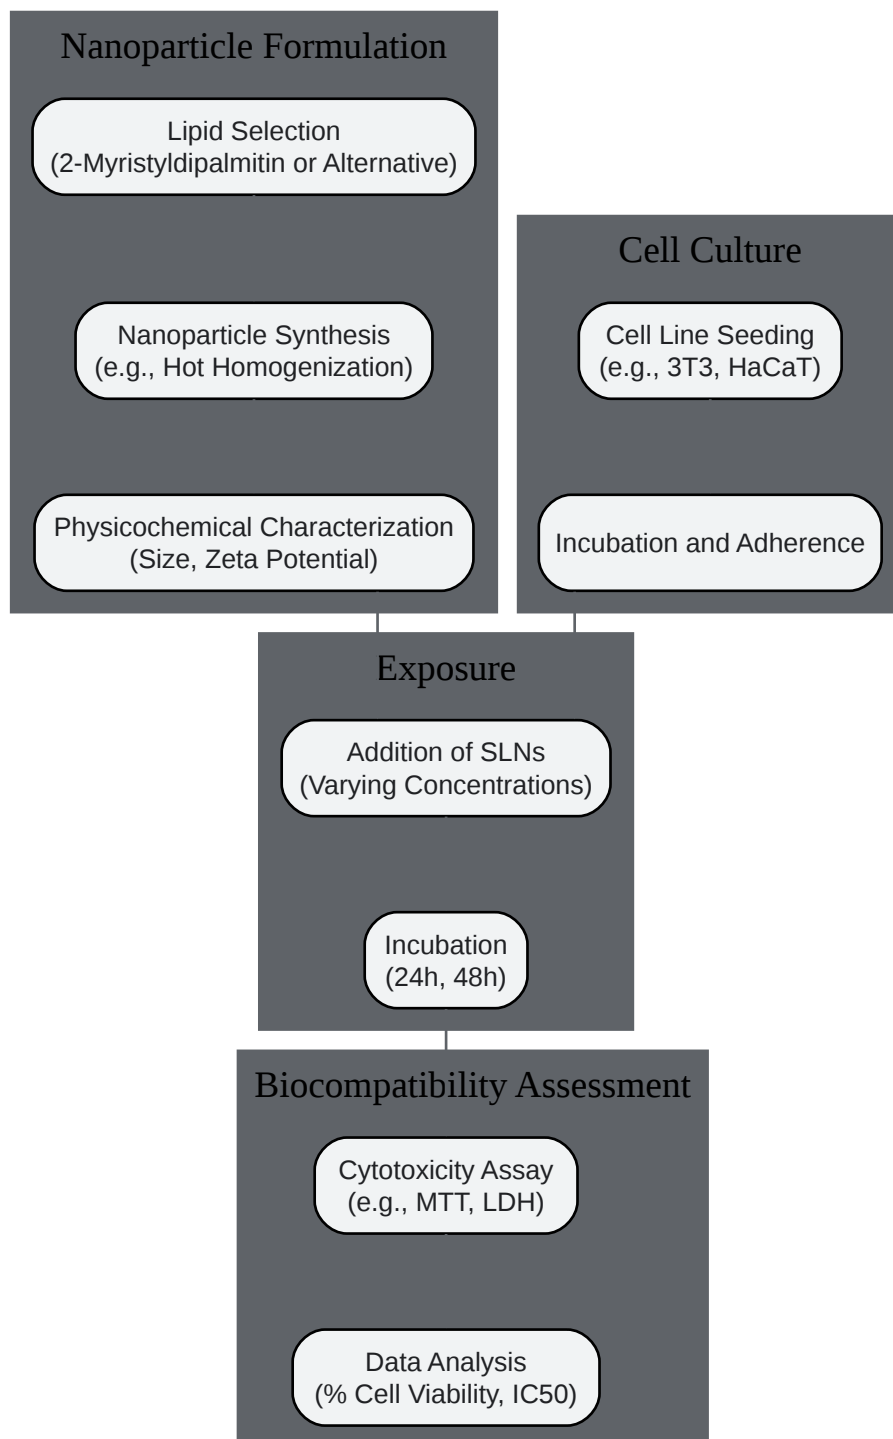 Nanoparticle Formulation
Lipid Selection
(2-Myristyldipalmitin or Alternative)
Nanoparticle Synthesis
(e.g., Hot Homogenization)
Physicochemical Characterization
(Size, Zeta Potential)
Cell Culture
Cell Line Seeding
(e.g., 3T3, HaCaT)
Incubation and Adherence
Exposure
Addition of SLNs
(Varying Concentrations)
Incubation
(24h, 48h)
Biocompatibility Assessment
Cytotoxicity Assay
(e.g., MTT, LDH)
Data Analysis
(% Cell Viability, IC50)